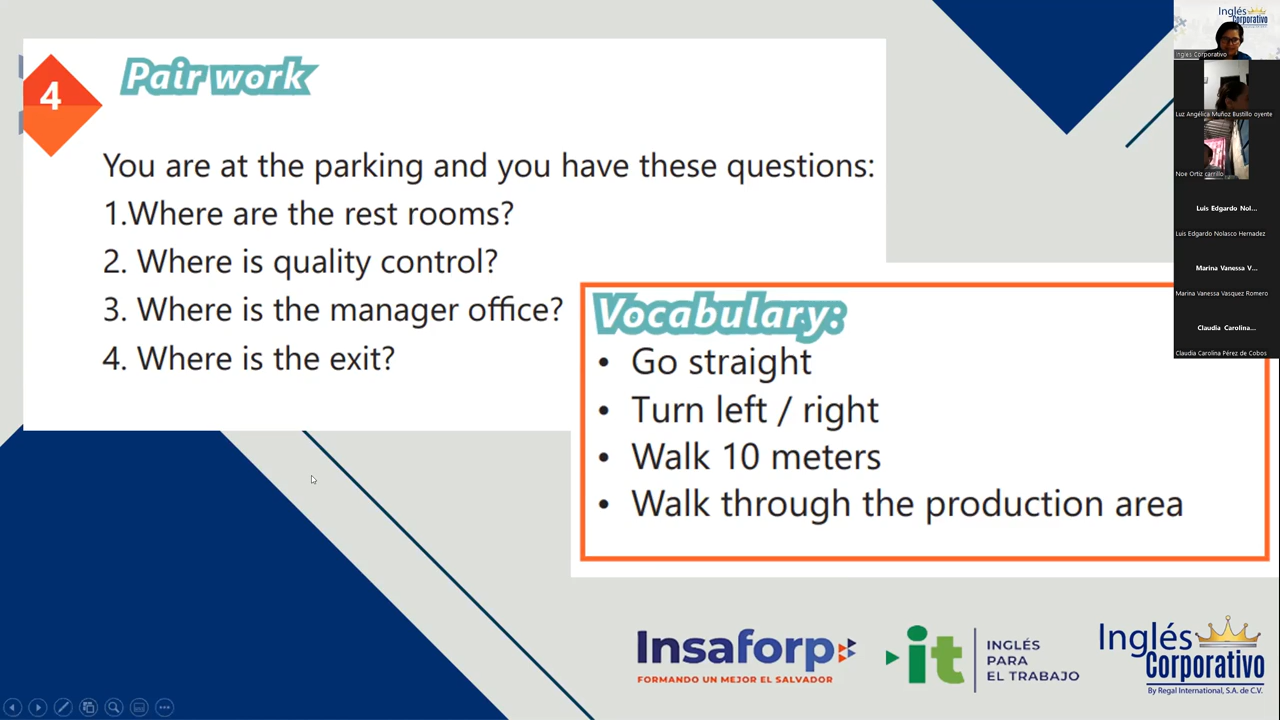 4
Pair work
You are at the parking and you have these questions:
1.Where are the rest rooms?
2. Where is quality control?
3. Where is the manager office?
4. Where is the exit?
Vocabulary:
• Go straight
• Turn left / right
• Walk 10 meters
• Walk through the production area
Insaforp
FORMANDO UN MEJOR EL SALVADOR
it
INGLÉS
PARA
EL TRABAJO
Inglés
Corporativo
By Regal International, S.A. de C.V.
Inglés
Corporativo
Inglés Corporativo
Luz Angélica Muñoz Bustillo oyente
Noe Ortiz carrillo
Luis Edgardo Nol...
Luis Edgardo Nolasco Hernadez
Marina Vanessa V...
Marina Vanessa Vasquez Romero
Claudia Carolina...
Claudia Carolina Pérez de Cobos